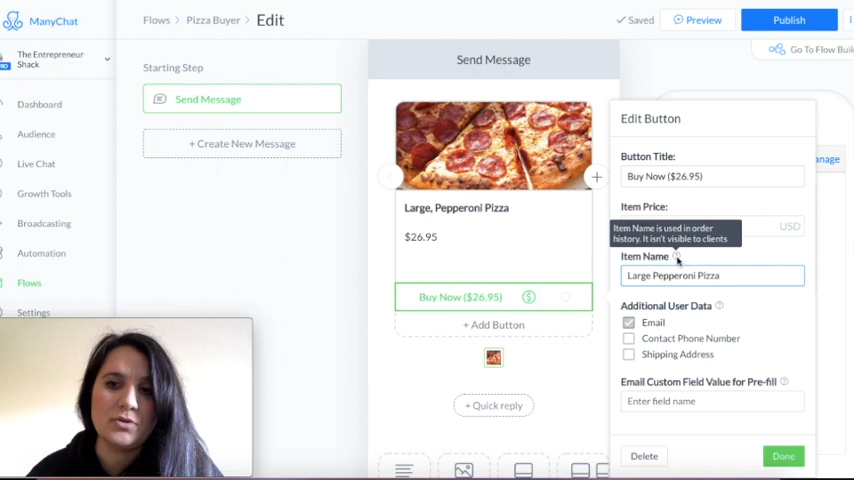 ManyChat
Flows > Pizza Buyer > Edit
Saved
Preview
Publish
The Entrepreneur
Shack
PRO
Dashboard
Audience
Live Chat
Growth Tools
Broadcasting
Automation
Flows
Settings
Starting Step
Send Message
+ Create New Message
Send Message
Large, Pepperoni Pizza
$26.95
Buy Now ($26.95)
+ Add Button
+ Quick reply
Go To Flow Buil
anage
Edit Button
Button Title:
Buy Now ($26.95)
Item Price:
USD
Item Name is used in order
history. It isn't visible to clients
Item Name
Large Pepperoni Pizza
Additional User Data
Email
Contact Phone Number
Shipping Address
Email Custom Field Value for Pre-fill
Enter field name
Delete
Done